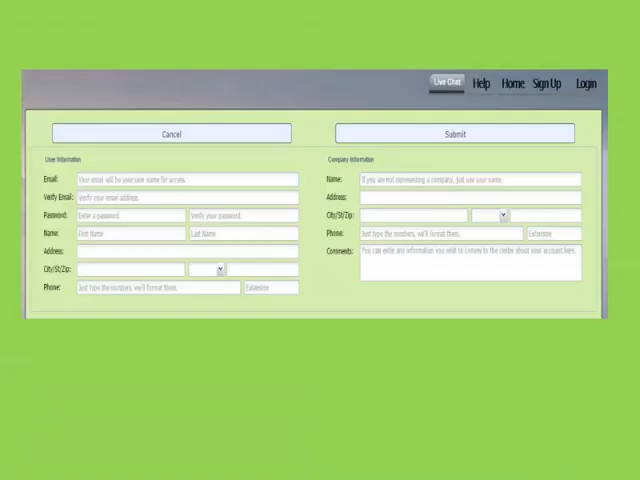 Live Chat Help Home Sign Up Login
Cancel Submit
User Information Company Information
Email: Your email will be your user name for access. Name: If you are not representing a company, just use your name.
Verify Email: Verify your email address. Address:
Password: Enter a password. Verify your password. City/St/Zip:
Name: First Name Last Name Phone: Just type the numbers, we'll format them. Extension
Address: Comments: You can enter any information you wish to convey to the center about your account here.
City/St/Zip:
Phone: Just type the numbers, we'll format them. Extension